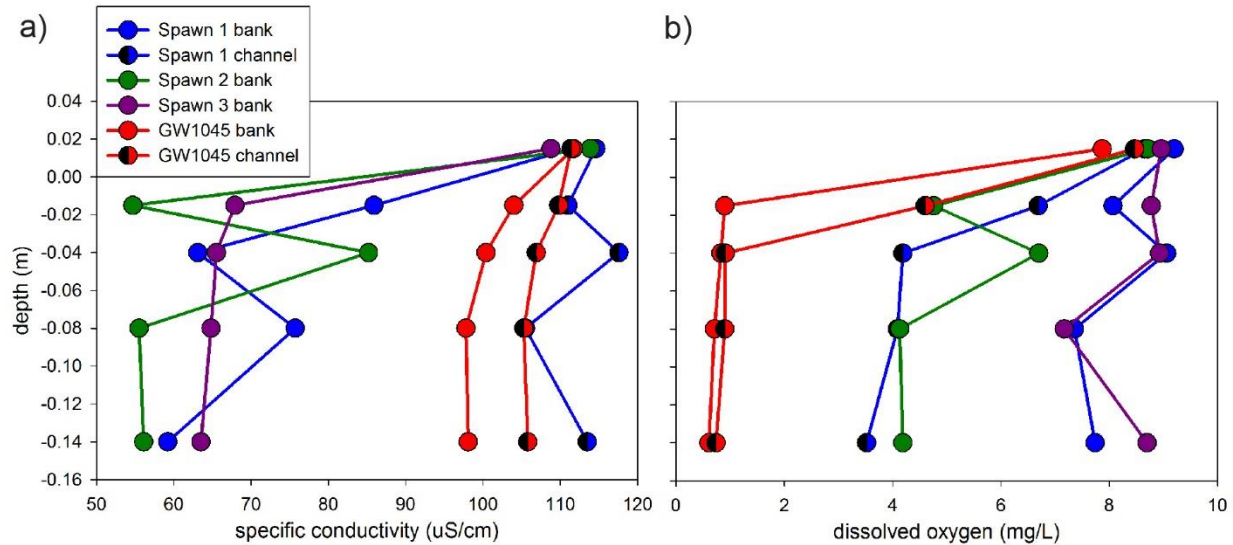 a)
Spawn 1 bank
Spawn 1 channel
Spawn 2 bank
Spawn 3 bank
GW1045 bank
GW1045 channel
b)
0.04
0.02
0.00
-0.02
-0.04
-0.06
-0.08
-0.10
-0.12
-0.14
-0.16
depth (m)
50 60 70 80 90 100 110 120
specific conductivity (uS/cm)
0 2 4 6 8 10
dissolved oxygen (mg/L)